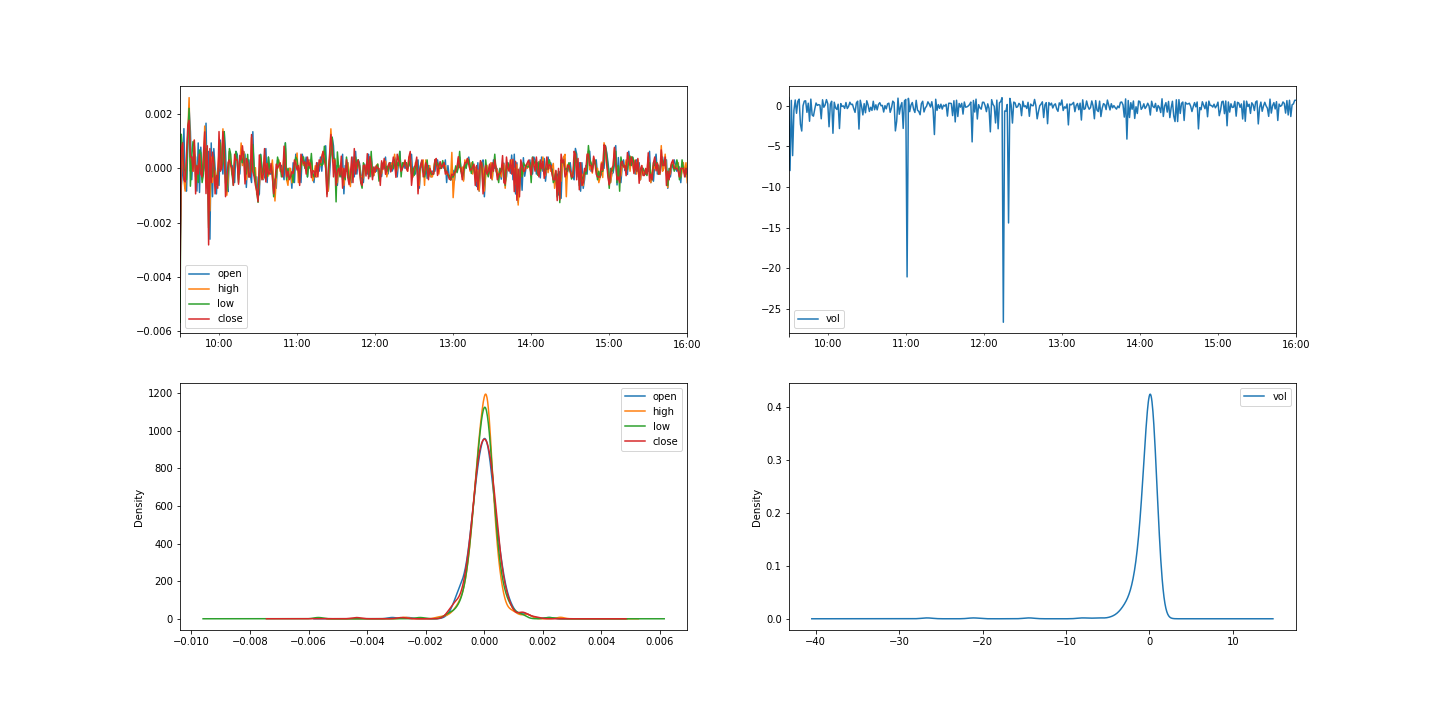 0.002
0.000
−0.002
−0.004
−0.006
open
high
low
close
10:00 11:00 12:00 13:00 14:00 15:00 16:00
0
−5
−10
−15
−20
−25
vol
10:00 11:00 12:00 13:00 14:00 15:00 16:00
1200
1000
800
600
400
200
0
Density
open
high
low
close
−0.010 −0.008 −0.006 −0.004 −0.002 0.000 0.002 0.004 0.006
0.4
0.3
0.2
0.1
0.0
Density
vol
−40 −30 −20 −10 0 10